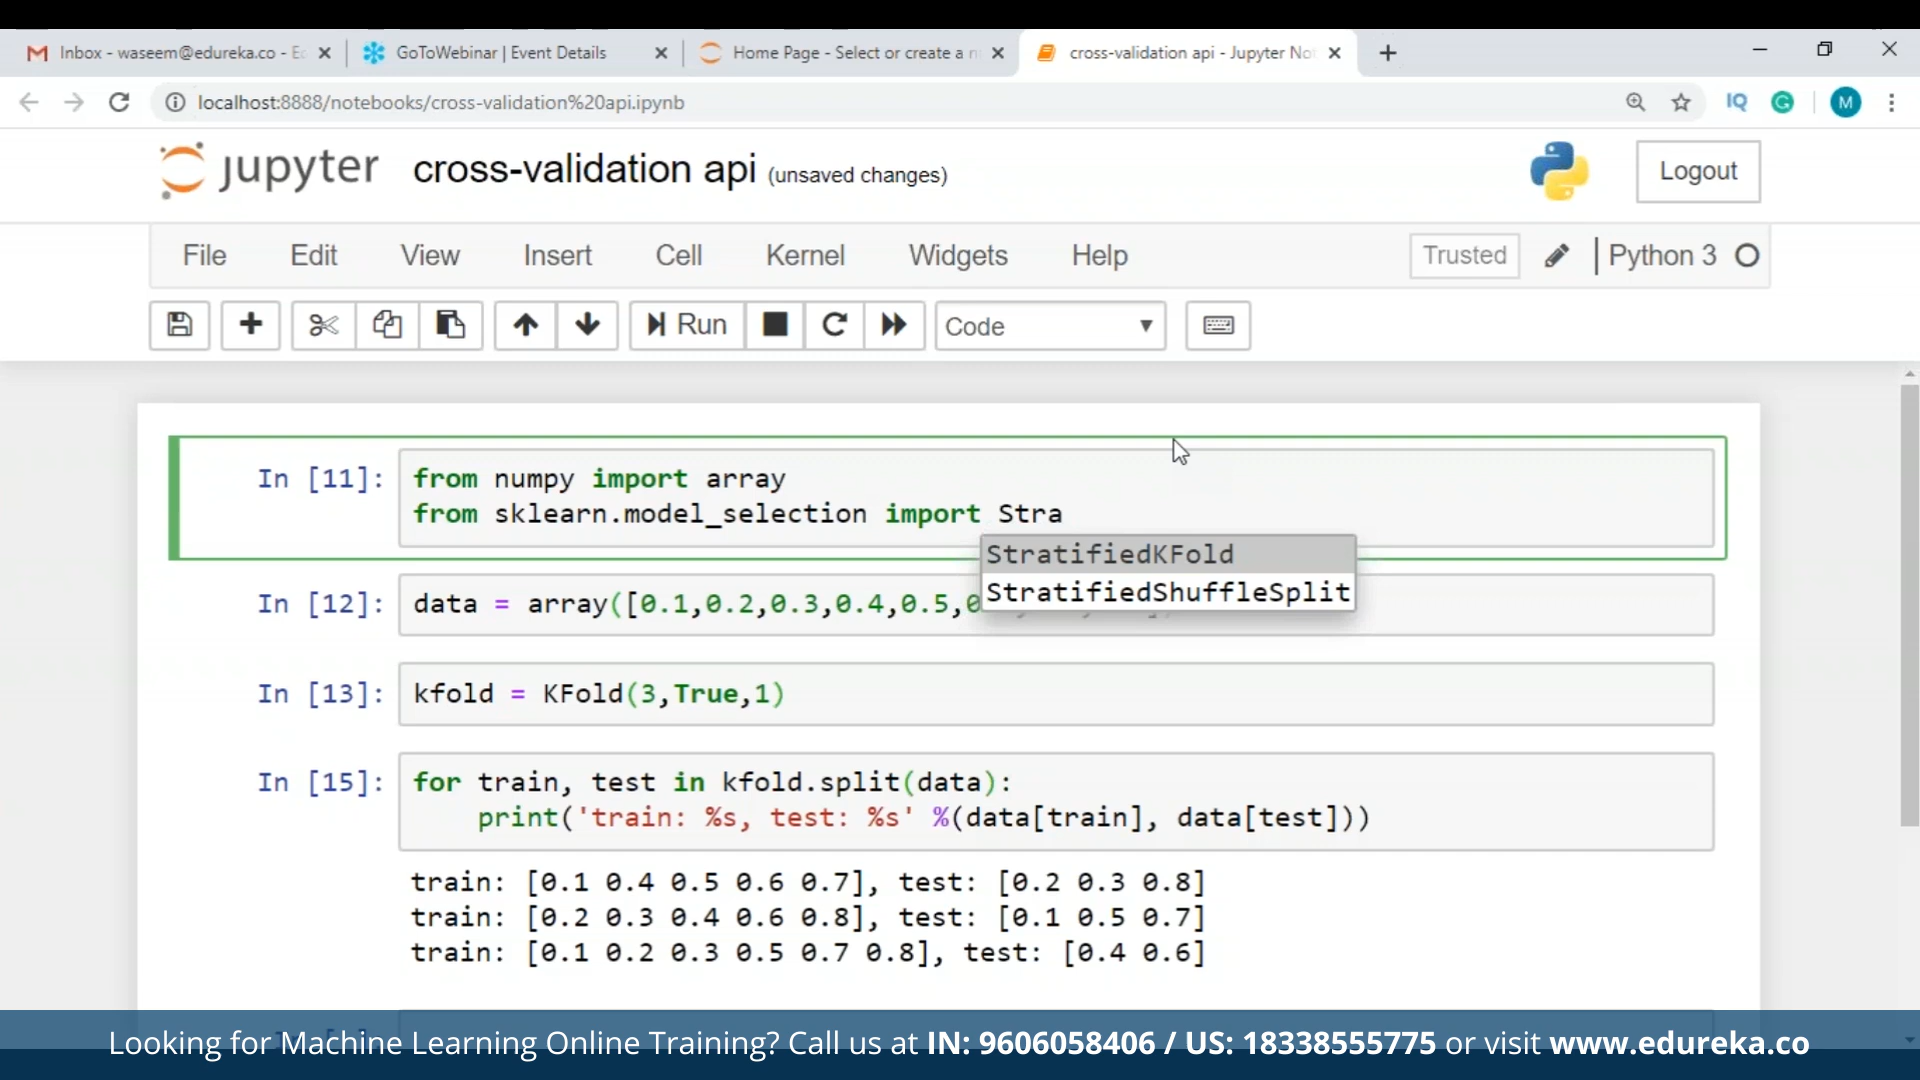 Inbox - waseem@edureka.co - E
GoToWebinar | Event Details
Home Page - Select or create a n
cross-validation api - Jupyter No
localhost:8888/notebooks/cross-validation%20api.ipynb
IQ
G
M
jupyter cross-validation api (unsaved changes)
Logout
File Edit View Insert Cell Kernel Widgets Help
Trusted
Python 3
Run
Code
In [11]: from numpy import array
from sklearn.model_selection import Stra
StratifiedKFold
StratifiedShuffleSplit
In [12]: data = array([0.1,0.2,0.3,0.4,0.5,0
In [13]: kfold = KFold(3,True,1)
In [15]: for train, test in kfold.split(data):
print('train: %s, test: %s' %(data[train], data[test]))
train: [0.1 0.4 0.5 0.6 0.7], test: [0.2 0.3 0.8]
train: [0.2 0.3 0.4 0.6 0.8], test: [0.1 0.5 0.7]
train: [0.1 0.2 0.3 0.5 0.7 0.8], test: [0.4 0.6]
Looking for Machine Learning Online Training? Call us at IN: 9606058406 / US: 18338555775 or visit www.edureka.co